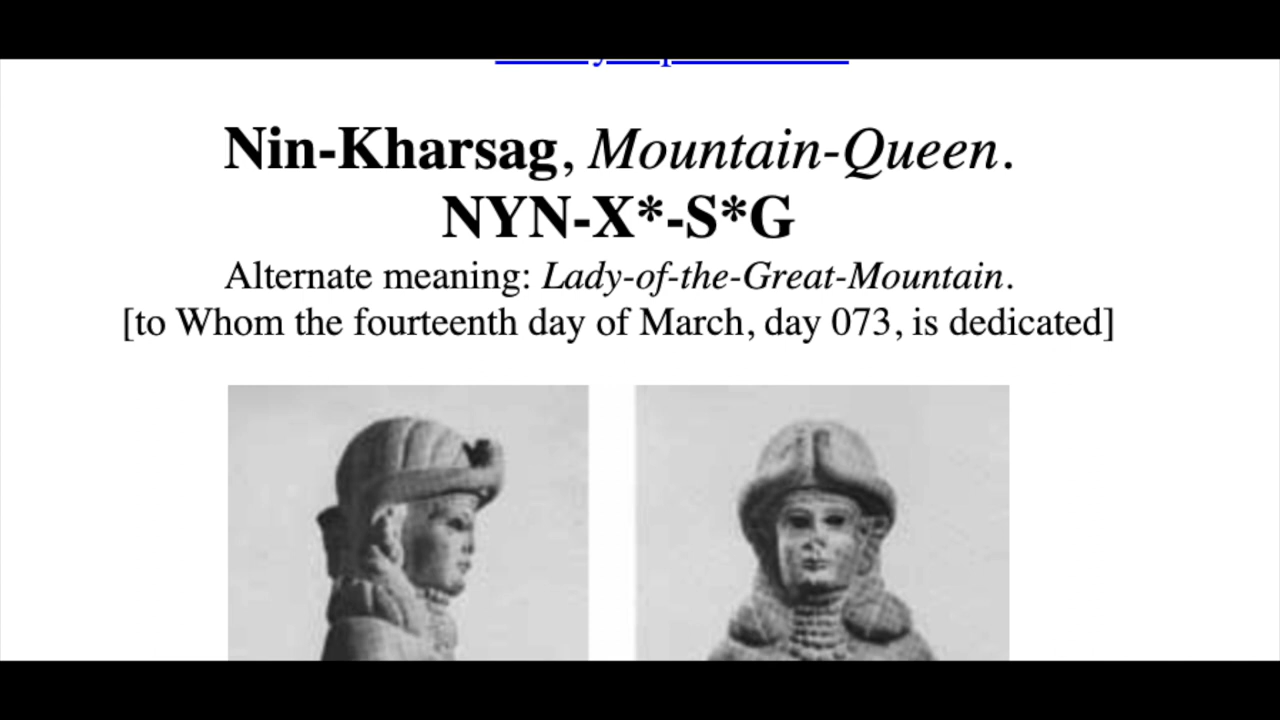 Nin-Kharsag, Mountain-Queen.
NYN-X*-S*G
Alternate meaning: Lady-of-the-Great-Mountain.
[to Whom the fourteenth day of March, day 073, is dedicated]